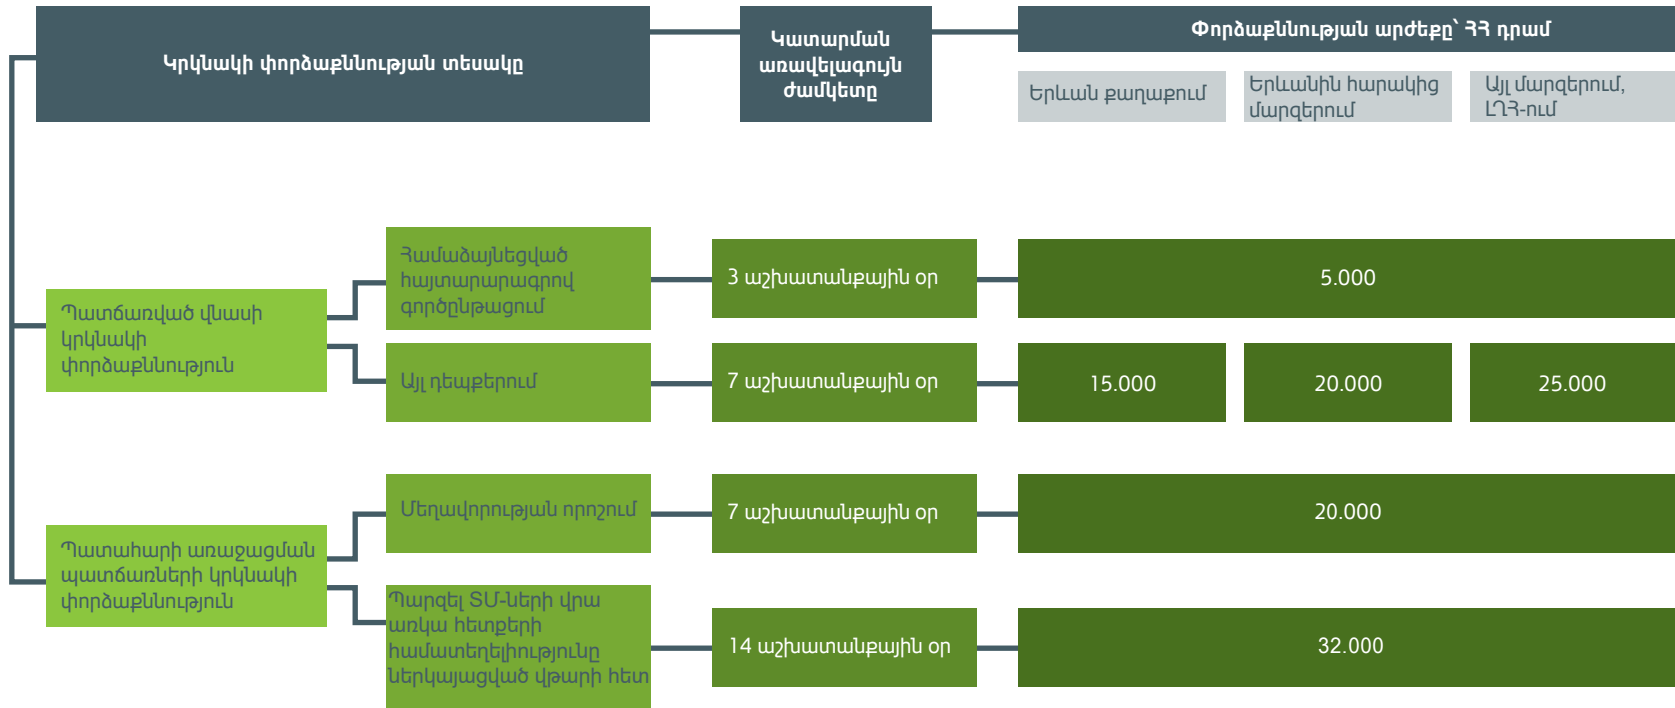 Կրկնակի փորձաքննության տեսակը
Կատարման
առավելագույն
ժամկետը
Փորձաքննության արժեքը՝ ՀՀ դրամ
Երևան քաղաքում
Երևանին հարակից
մարզերում
Այլ մարզերում,
ԼՂՀ-ում
Պատճառված վնասի
կրկնակի
փորձաքննություն
Համաձայնեցված
հայտարարագրով
գործընթացում
3 աշխատանքային օր
5.000
Այլ դեպքերում
7 աշխատանքային օր
15.000
20.000
25.000
Պատահարի առաջացման
պատճառների կրկնակի
փորձաքննություն
Մեղավորության որոշում
7 աշխատանքային օր
20.000
Պարզել ՏՄ-ների վրա
առկա հետքերի
համատեղելիությունը
ներկայացված վթարի հետ
14 աշխատանքային օր
32.000